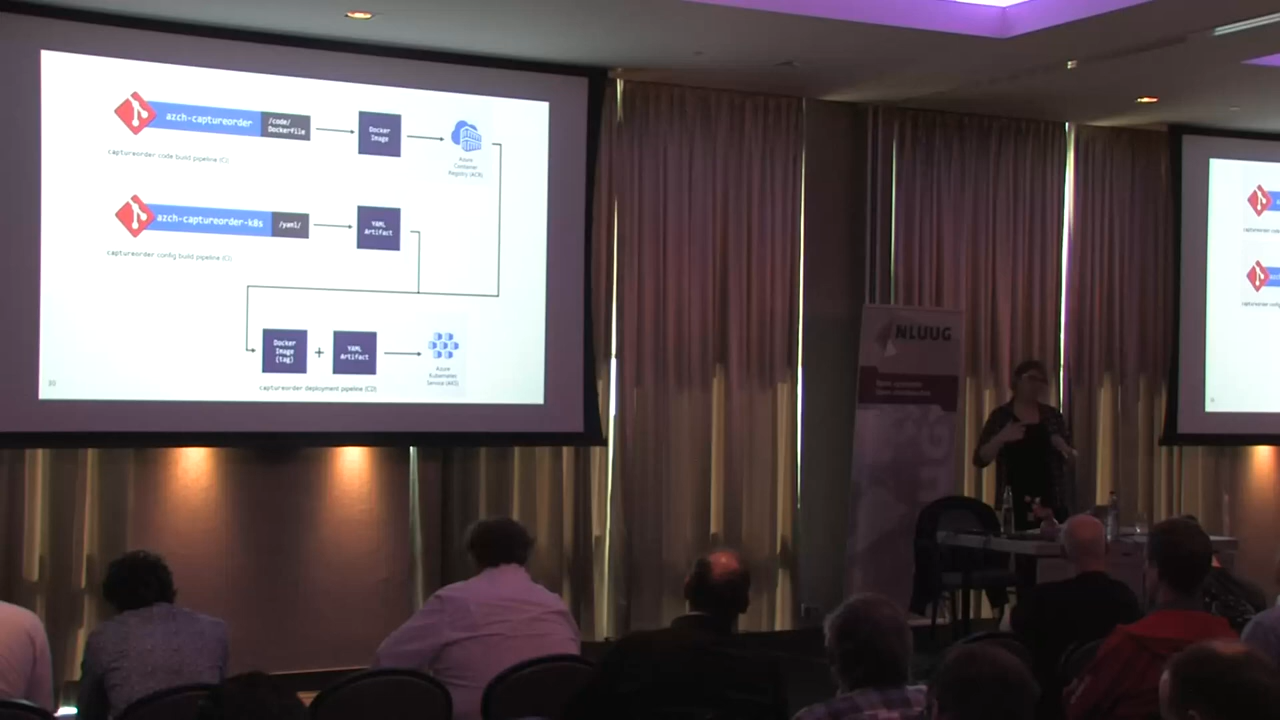 azch-captureorder
/code/
Dockerfile
Docker
Image
Azure
Container
Registry (ACR)
captureorder code build pipeline (CI)
azch-captureorder-k8s
/yaml/
YAML
Artifact
captureorder config build pipeline (CI)
Docker
Image
(tag)
+
YAML
Artifact
Azure
Kubernetes
Service (AKS)
captureorder deployment pipeline (CD)
NLUUG